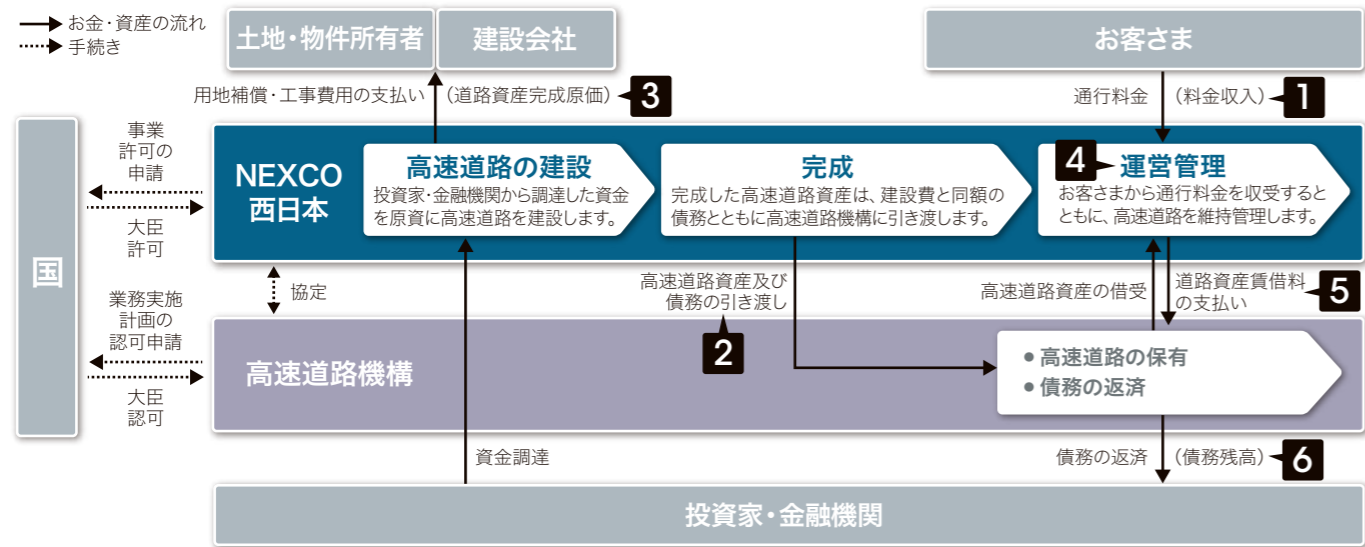 お金・資産の流れ
手続き
土地・物件所有者
建設会社
お客さま
用地補償・工事費用の支払い
(道路資産完成原価)
3
通行料金
(料金収入)
1
国
事業
許可の
申請
大臣
許可
NEXCO
西日本
高速道路の建設
投資家・金融機関から調達した資金
を原資に高速道路を建設します。
完成
完成した高速道路資産は、建設費と同額の
債務とともに高速道路機構に引き渡します。
4
運営管理
お客さまから通行料金を収受すると
ともに、高速道路を維持管理します。
協定
高速道路資産及び
債務の引き渡し
2
高速道路資産の借受
道路資産賃借料
の支払い
5
業務実施
計画の
認可申請
大臣
認可
高速道路機構
• 高速道路の保有
• 債務の返済
資金調達
債務の返済
(債務残高)
6
投資家・金融機関